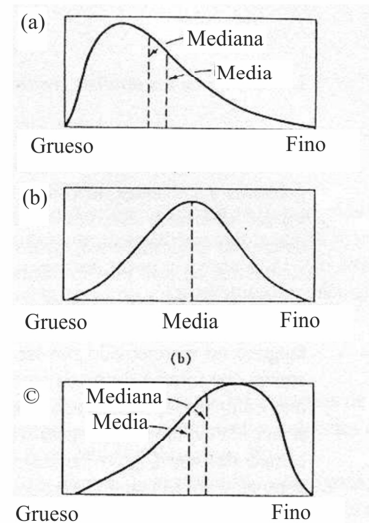 (a)
Mediana
Media
Grueso Fino
(b)
Grueso Media Fino
(b)
©
Mediana
Media
Grueso Fino